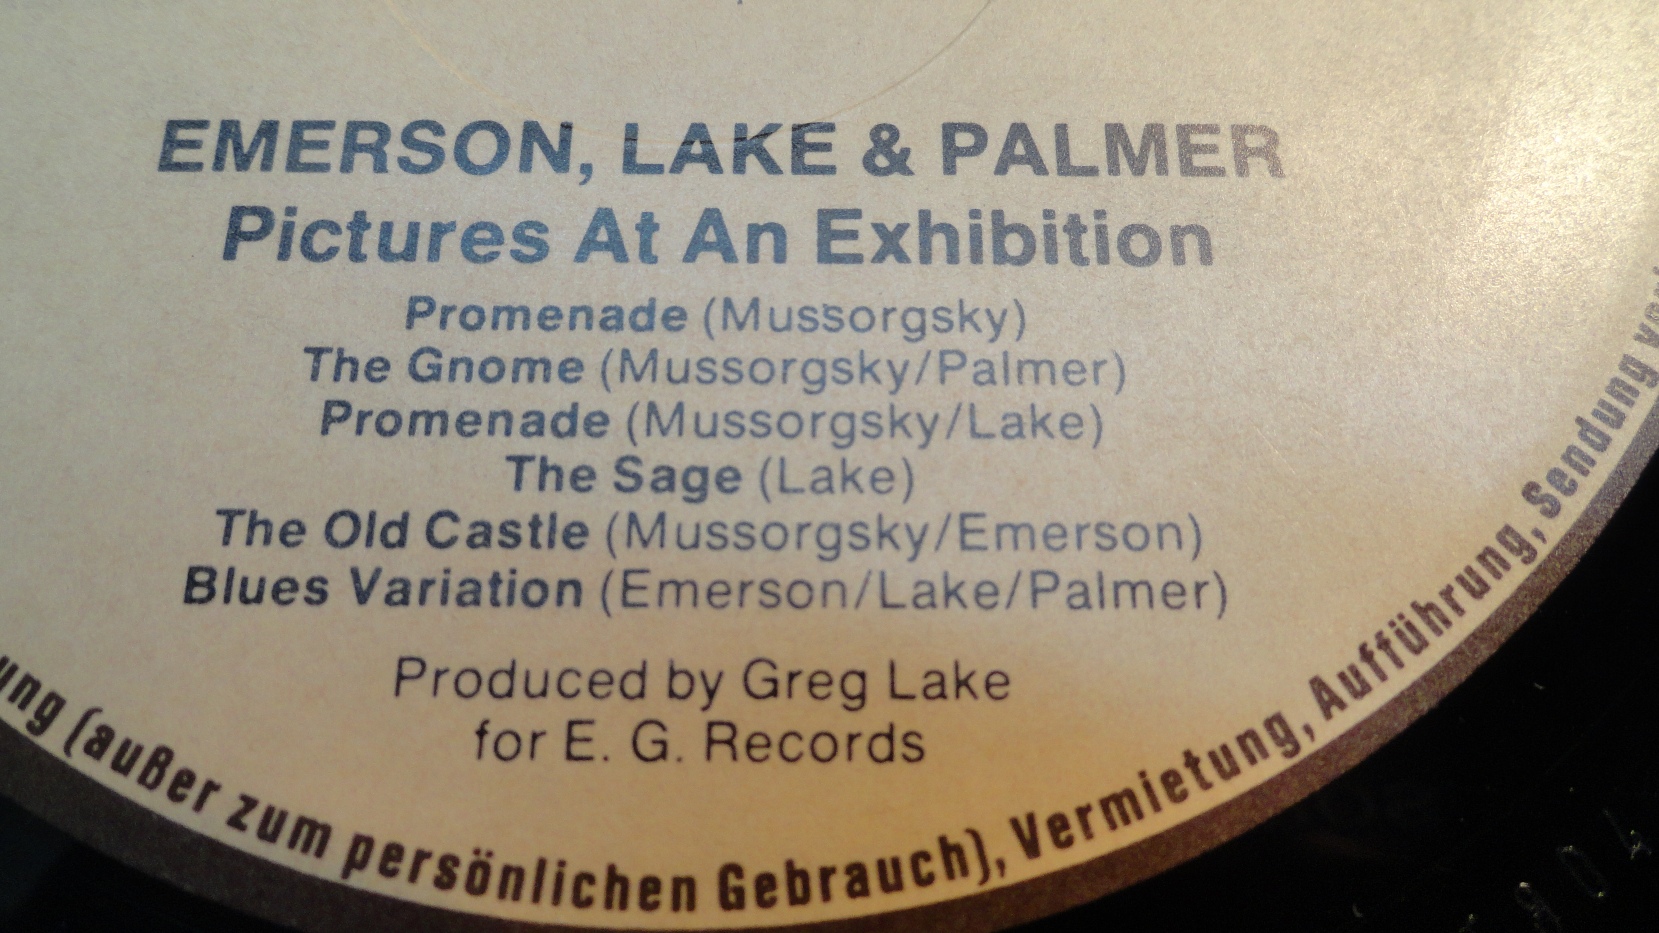 EMERSON, LAKE & PALMER
Pictures At An Exhibition
Promenade (Mussorgsky)
The Gnome (Mussorgsky/Palmer)
Promenade (Mussorgsky/Lake)
The Sage (Lake)
The Old Castle (Mussorgsky/Emerson)
Blues Variation (Emerson/Lake/Palmer)
Produced by Greg Lake
for E. G. Records
(außer zum persönlichen Gebrauch), Vermietung, Aufführung, Sendung